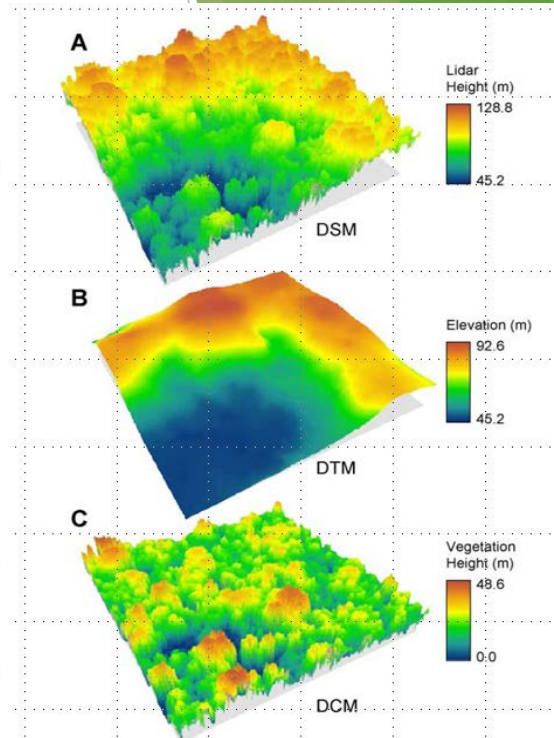 A
Lidar
Height (m)
128.8
45.2
DSM
B
Elevation (m)
92.6
45.2
DTM
C
Vegetation
Height (m)
48.6
0:0
DCM